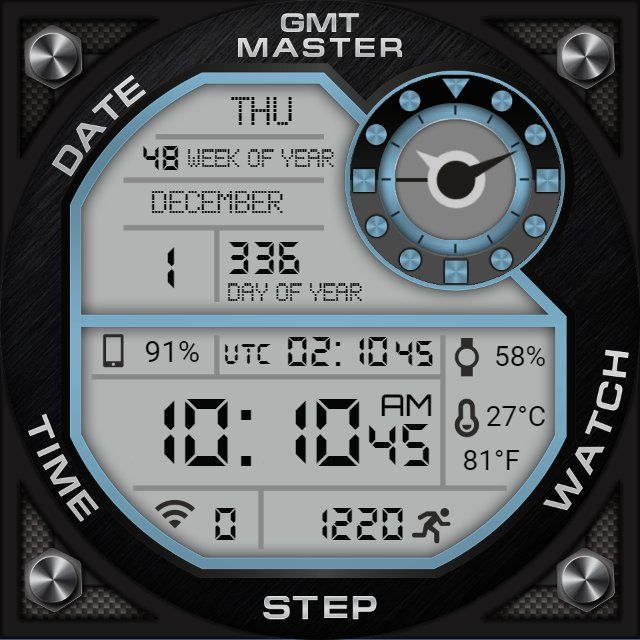 GMT
MASTER
DATE
THU
48 WEEK OF YEAR
DECEMBER
1
336
DAY OF YEAR
91%
UTC 02:10 45
58%
10:10 AM
45
27°C
81°F
0
1220
TIME
WATCH
STEP